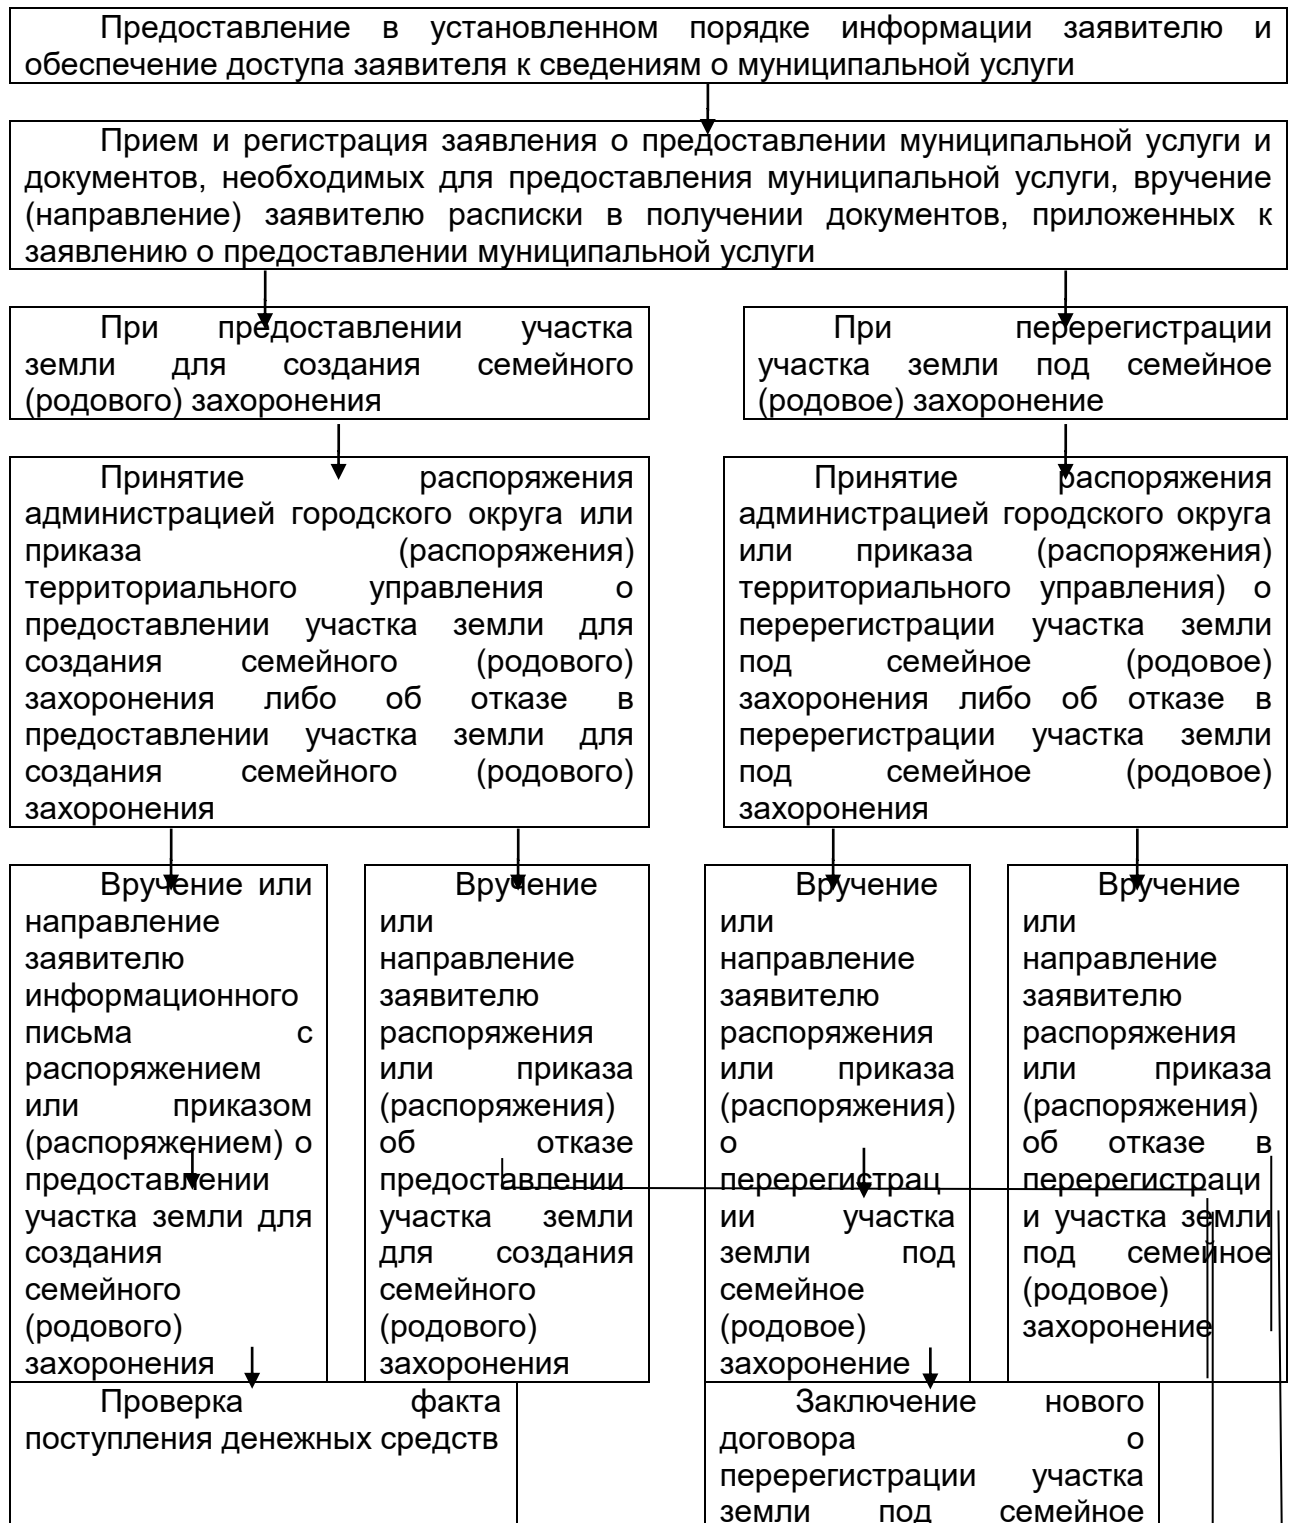 Предоставление в установленном порядке информации заявителю и
обеспечение доступа заявителя к сведениям о муниципальной услуги
Прием и регистрация заявления о предоставлении муниципальной услуги и
документов, необходимых для предоставления муниципальной услуги, вручение
(направление) заявителю расписки в получении документов, приложенных к
заявлению о предоставлении муниципальной услуги
При предоставлении участка
земли для создания семейного
(родового) захоронения
При перерегистрации
участка земли под семейное
(родовое) захоронение
Принятие распоряжения
администрацией городского округа или
приказа (распоряжения)
территориального управления о
предоставлении участка земли для
создания семейного (родового)
захоронения либо об отказе в
предоставлении участка земли для
создания семейного (родового)
захоронения
Принятие распоряжения
администрацией городского округа
или приказа (распоряжения)
территориального управления) о
перерегистрации участка земли
под семейное (родовое)
захоронения либо об отказе в
перерегистрации участка земли
под семейное (родовое)
захоронения
Вручение или
направление
заявителю
информационного
письма с
распоряжением
или приказом
(распоряжением) о
предоставлении
участка земли для
создания
семейного
(родового)
захоронения
Вручение
или
направление
заявителю
распоряжения
или приказа
(распоряжения)
об отказе
предоставлении
участка земли
для создания
семейного
(родового)
захоронения
Вручение
или
направление
заявителю
распоряжения
или приказа
(распоряжения)
о
перерегистрац
ии участка
земли под
семейное
(родовое)
захоронение
Вручение
или
направление
заявителю
распоряжения
или приказа
(распоряжения)
об отказе в
перерегистраци
и участка земли
под семейное
(родовое)
захоронение
Проверка факта
поступления денежных средств
Заключение нового
договора о
перерегистрации участка
земли под семейное